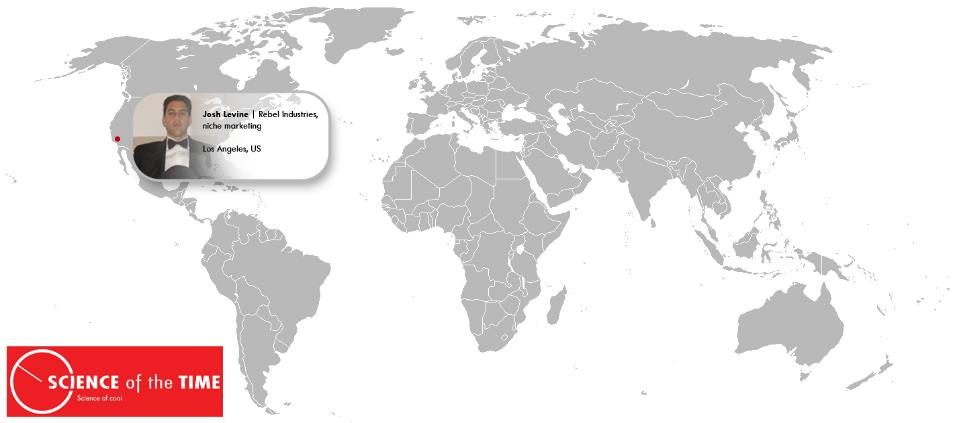 Josh Levine | Rebel Industries,
niche marketing
Los Angeles, US
SCIENCE of the TIME
Science of cool